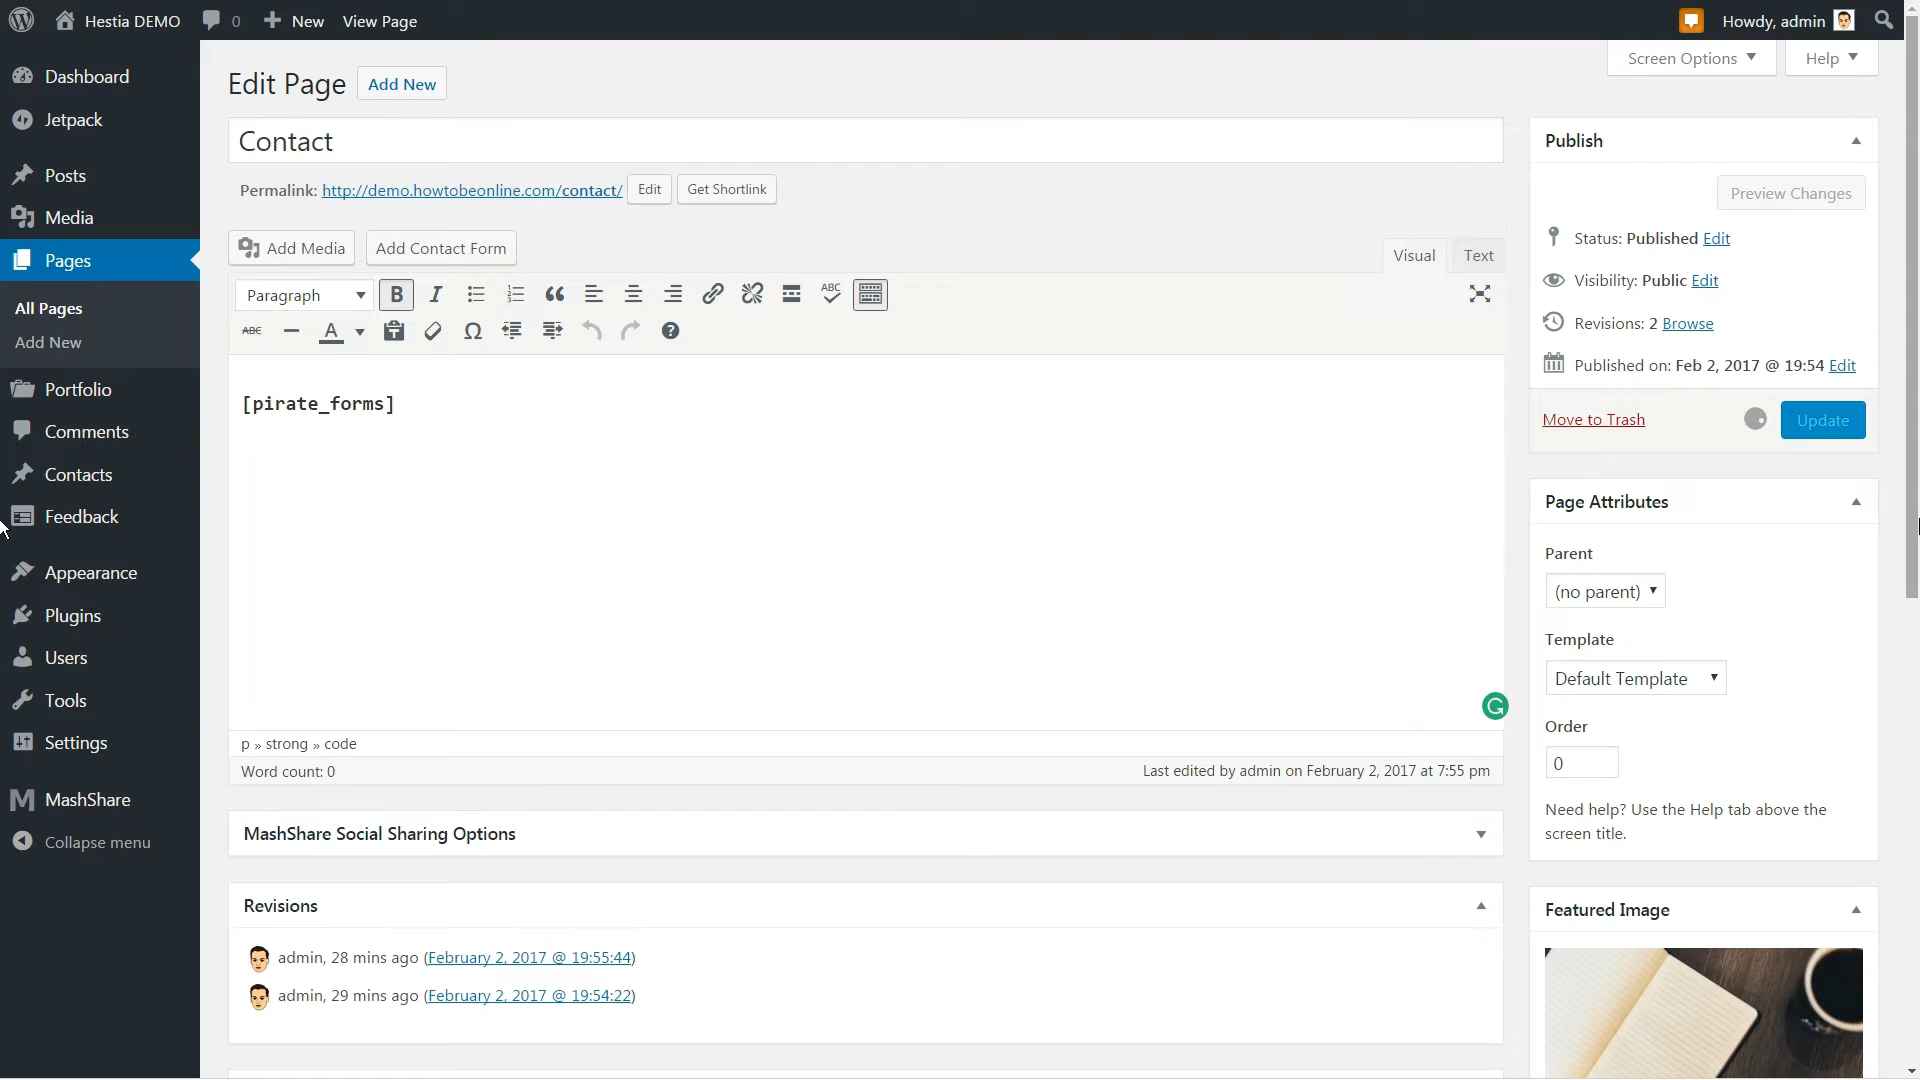 Hestia DEMO 0 New View Page Howdy, admin
Dashboard
Jetpack
Posts
Media
Pages
All Pages
Add New
Portfolio
Comments
Contacts
Feedback
Appearance
Plugins
Users
Tools
Settings
MashShare
Collapse menu
Screen Options Help
Edit Page Add New
Contact
Permalink: http://demo.howtobeonline.com/contact/ Edit Get Shortlink
Add Media Add Contact Form
Visual Text
Paragraph B I ABC
ABC A Ω
[pirate_forms]
p » strong » code
Word count: 0 Last edited by admin on February 2, 2017 at 7:55 pm
MashShare Social Sharing Options
Revisions
admin, 28 mins ago (February 2, 2017 @ 19:55:44)
admin, 29 mins ago (February 2, 2017 @ 19:54:22)
Publish
Preview Changes
Status: Published Edit
Visibility: Public Edit
Revisions: 2 Browse
Published on: Feb 2, 2017 @ 19:54 Edit
Move to Trash Update
Page Attributes
Parent
(no parent)
Template
Default Template
Order
0
Need help? Use the Help tab above the
screen title.
Featured Image